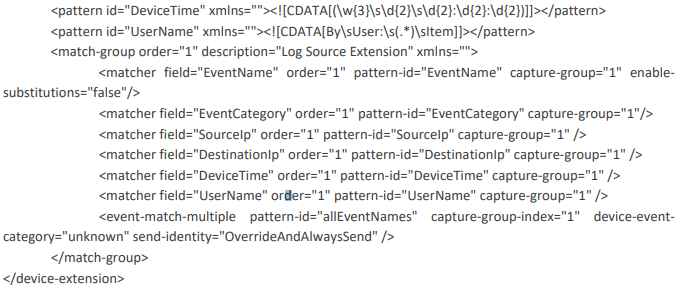 <pattern id="DeviceTime" xmlns=""><![CDATA[(\w{3}\s\d{2}\s\d{2}:\d{2}:\d{2})]]></pattern>
<pattern id="UserName" xmlns=""><![CDATA[By\sUser:\s(.*)\sItem]]></pattern>
<match-group order="1" description="Log Source Extension" xmlns="">
<matcher field="EventName" order="1" pattern-id="EventName" capture-group="1" enable-
substitutions="false"/>
<matcher field="EventCategory" order="1" pattern-id="EventCategory" capture-group="1"/>
<matcher field="SourceIp" order="1" pattern-id="SourceIp" capture-group="1" />
<matcher field="DestinationIp" order="1" pattern-id="DestinationIp" capture-group="1" />
<matcher field="DeviceTime" order="1" pattern-id="DeviceTime" capture-group="1" />
<matcher field="UserName" order="1" pattern-id="UserName" capture-group="1" />
<event-match-multiple pattern-id="allEventNames" capture-group-index="1" device-event-
category="unknown" send-identity="OverrideAndAlwaysSend" />
</match-group>
</device-extension>